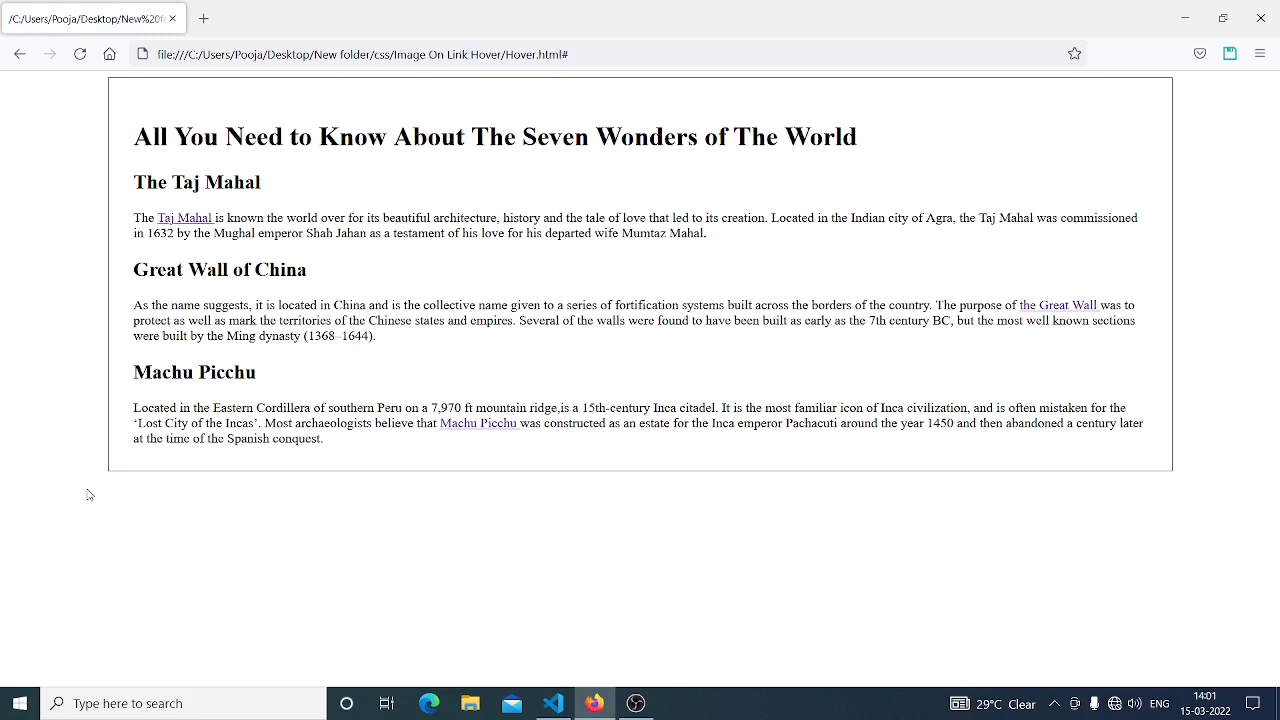 /C:/Users/Pooja/Desktop/New%20fo
file:///C:/Users/Pooja/Desktop/New folder/css/Image On Link Hover/Hover.html#
All You Need to Know About The Seven Wonders of The World
The Taj Mahal
The Taj Mahal is known the world over for its beautiful architecture, history and the tale of love that led to its creation. Located in the Indian city of Agra, the Taj Mahal was commissioned
in 1632 by the Mughal emperor Shah Jahan as a testament of his love for his departed wife Mumtaz Mahal.
Great Wall of China
As the name suggests, it is located in China and is the collective name given to a series of fortification systems built across the borders of the country. The purpose of the Great Wall was to
protect as well as mark the territories of the Chinese states and empires. Several of the walls were found to have been built as early as the 7th century BC, but the most well known sections
were built by the Ming dynasty (1368–1644).
Machu Picchu
Located in the Eastern Cordillera of southern Peru on a 7,970 ft mountain ridge,is a 15th-century Inca citadel. It is the most familiar icon of Inca civilization, and is often mistaken for the
‘Lost City of the Incas’. Most archaeologists believe that Machu Picchu was constructed as an estate for the Inca emperor Pachacuti around the year 1450 and then abandoned a century later
at the time of the Spanish conquest.
Type here to search
29°C Clear
ENG
14:01
15-03-2022